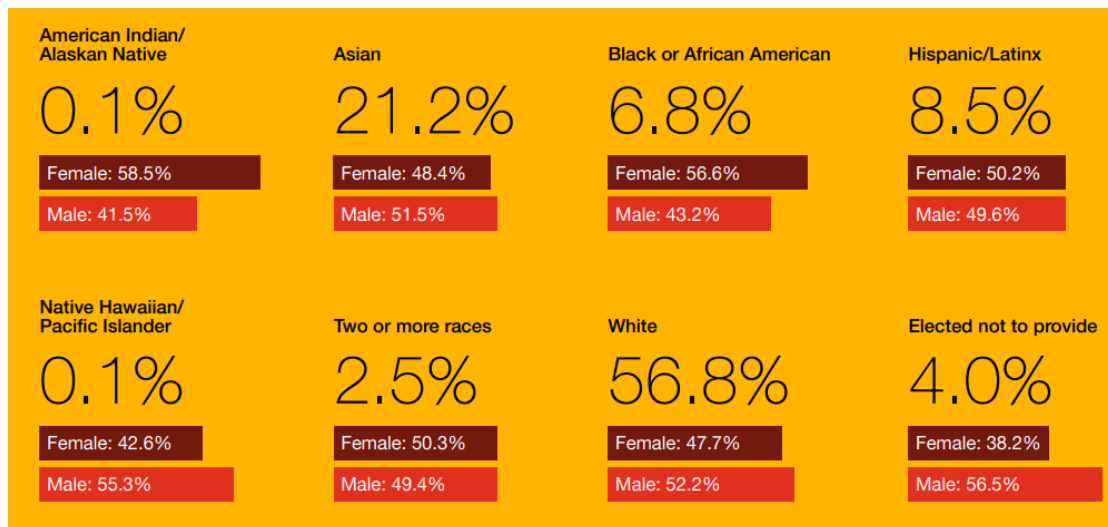 American Indian/
Alaskan Native
0.1%
Female: 58.5%
Male: 41.5%
Asian
21.2%
Female: 48.4%
Male: 51.5%
Black or African American
6.8%
Female: 56.6%
Male: 43.2%
Hispanic/Latinx
8.5%
Female: 50.2%
Male: 49.6%
Native Hawaiian/
Pacific Islander
0.1%
Female: 42.6%
Male: 55.3%
Two or more races
2.5%
Female: 50.3%
Male: 49.4%
White
56.8%
Female: 47.7%
Male: 52.2%
Elected not to provide
4.0%
Female: 38.2%
Male: 56.5%